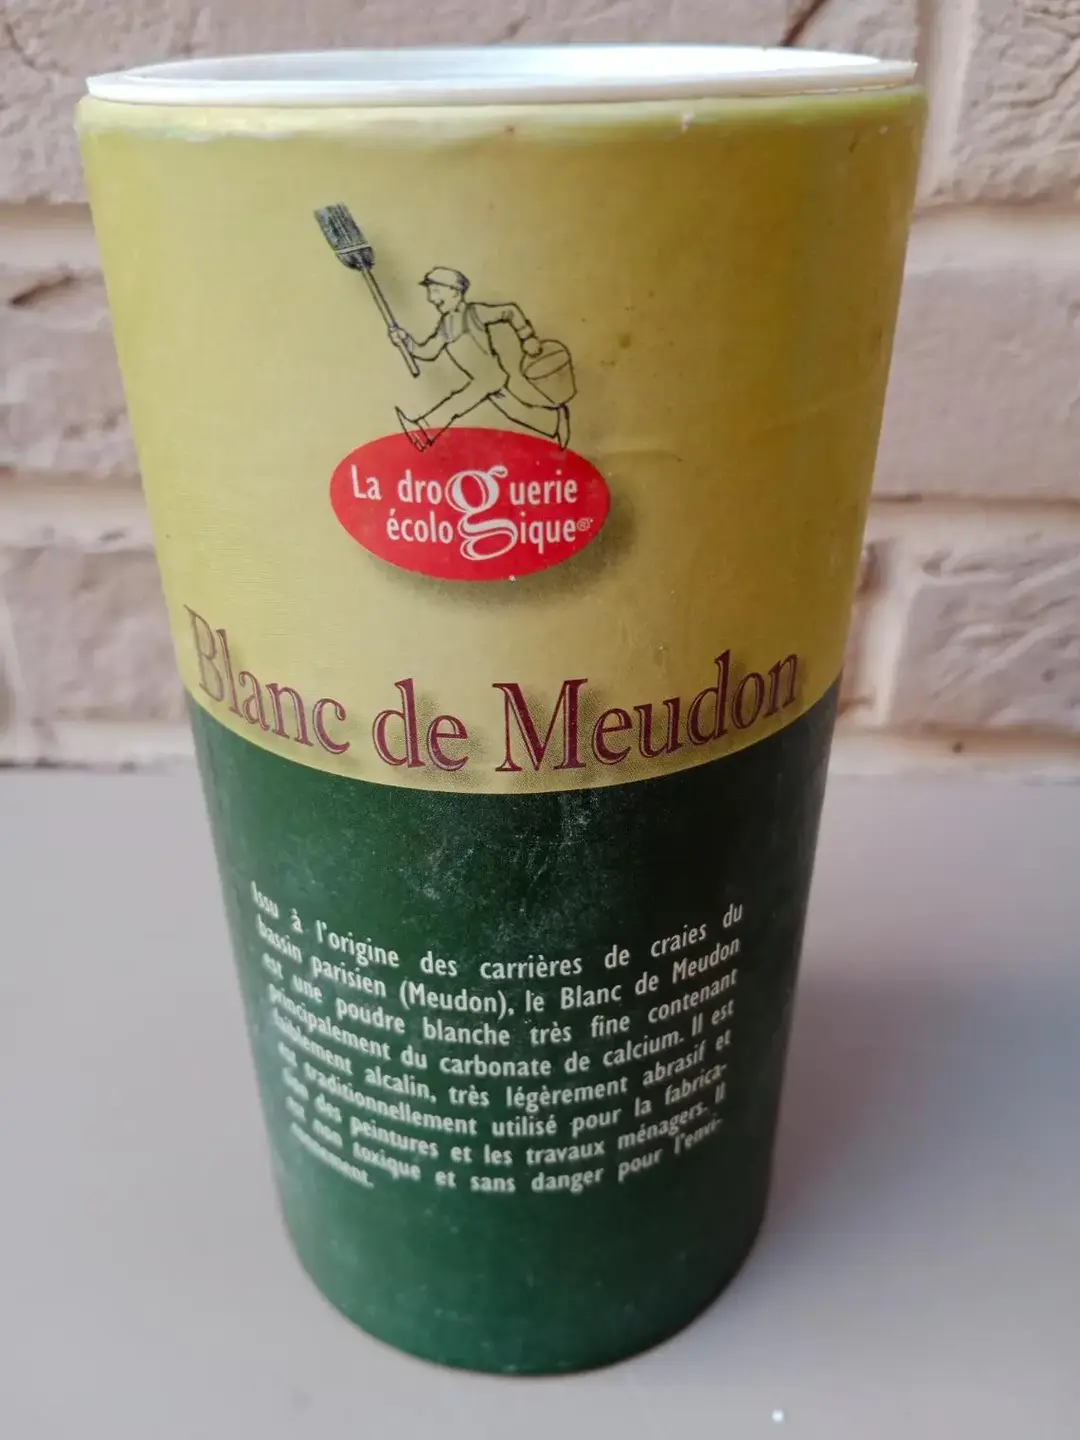 La droguerie
écologique®
Blanc de Meudon
Issu à l'origine des carrières de craies du
bassin parisien (Meudon), le Blanc de Meudon
est une poudre blanche très fine contenant
principalement du carbonate de calcium. Il est
faiblement alcalin, très légèrement abrasif et
est traditionnellement utilisé pour la fabrica-
tion des peintures et les travaux ménagers. Il
est non toxique et sans danger pour l'envi-
ronnement.